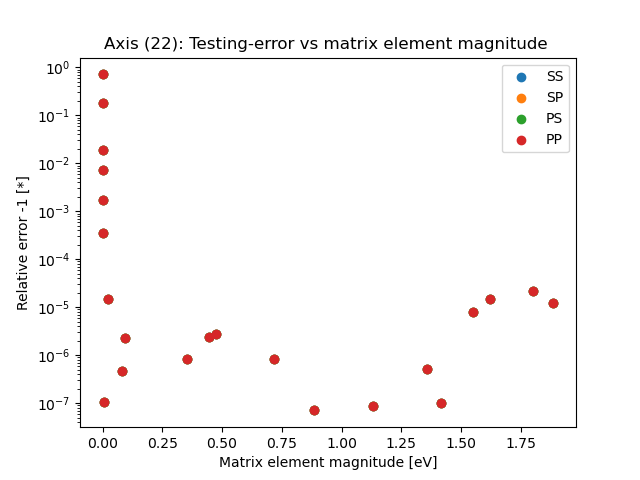 Axis (22): Testing-error vs matrix element magnitude
SS
SP
PS
PP
Relative error -1 [*]
10⁰
10⁻¹
10⁻²
10⁻³
10⁻⁴
10⁻⁵
10⁻⁶
10⁻⁷
0.00 0.25 0.50 0.75 1.00 1.25 1.50 1.75
Matrix element magnitude [eV]